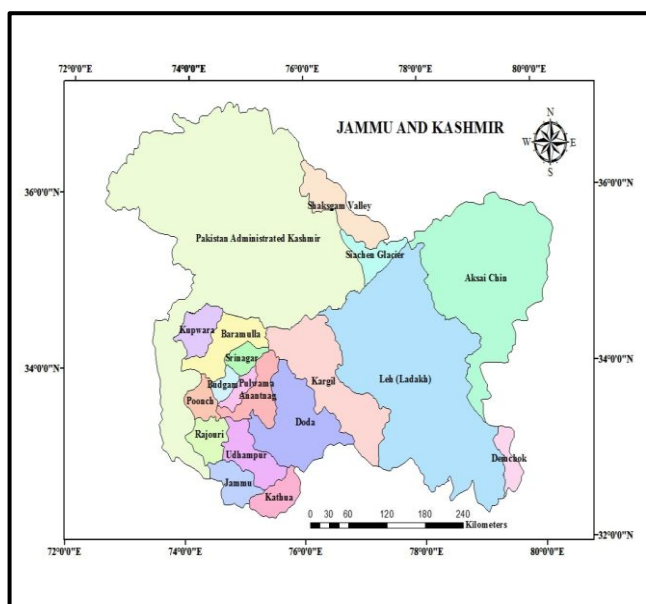 72°0'0"E 74°0'0"E 76°0'0"E 78°0'0"E 80°0'0"E
JAMMU AND KASHMIR
N
W E
S
36°0'0"N 36°0'0"N
Shaksgam Valley
Pakistan Administrated Kashmir
Siachen Glacier
Aksai Chin
Kupwara
Baramulla
34°0'0"N 34°0'0"N
Srinagar
Kargil
Leh (Ladakh)
Budgam
Pulwama
Anantnag
Poonch
Doda
Rajouri
Udhampur
Demchok
Jammu
Kathua
0 30 60 120 180 240
Kilometers
32°0'0"N 32°0'0"N
72°0'0"E 74°0'0"E 76°0'0"E 78°0'0"E 80°0'0"E